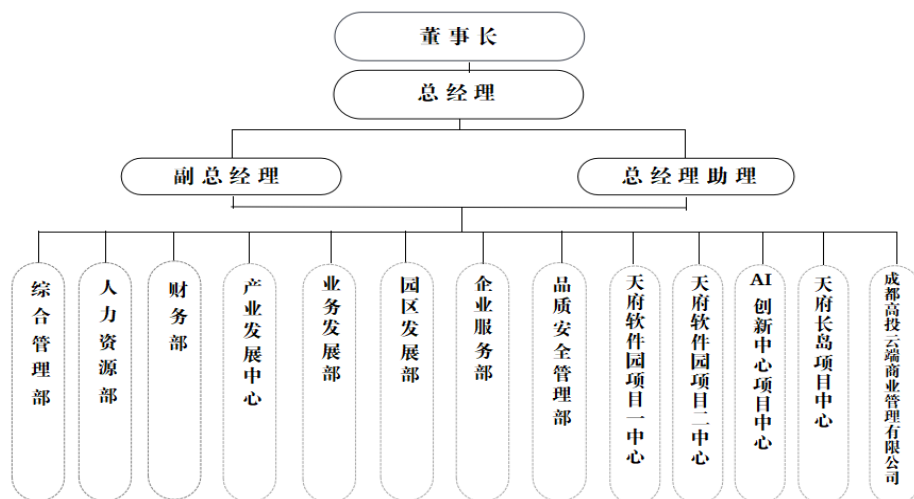 董事长
总经理
副总经理
总经理助理
综合管理部
人力资源部
财务部
产业发展中心
业务发展部
园区发展部
企业服务部
品质安全管理部
天府软件园项目一中心
天府软件园项目二中心
AI创新中心项目中心
天府长岛项目中心
成都高投云端商业管理有限公司